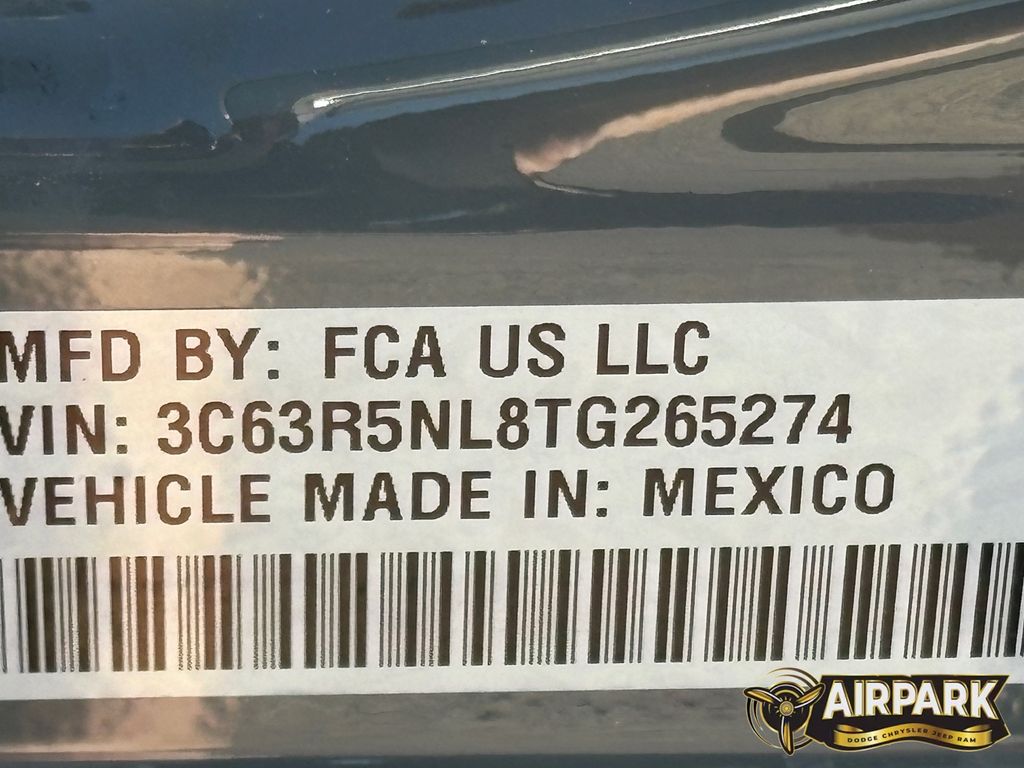 MFD BY: FCA US LLC
VIN: 3C63R5NL8TG265274
VEHICLE MADE IN: MEXICO
AIRPARK
DODGE CHRYSLER JEEP RAM